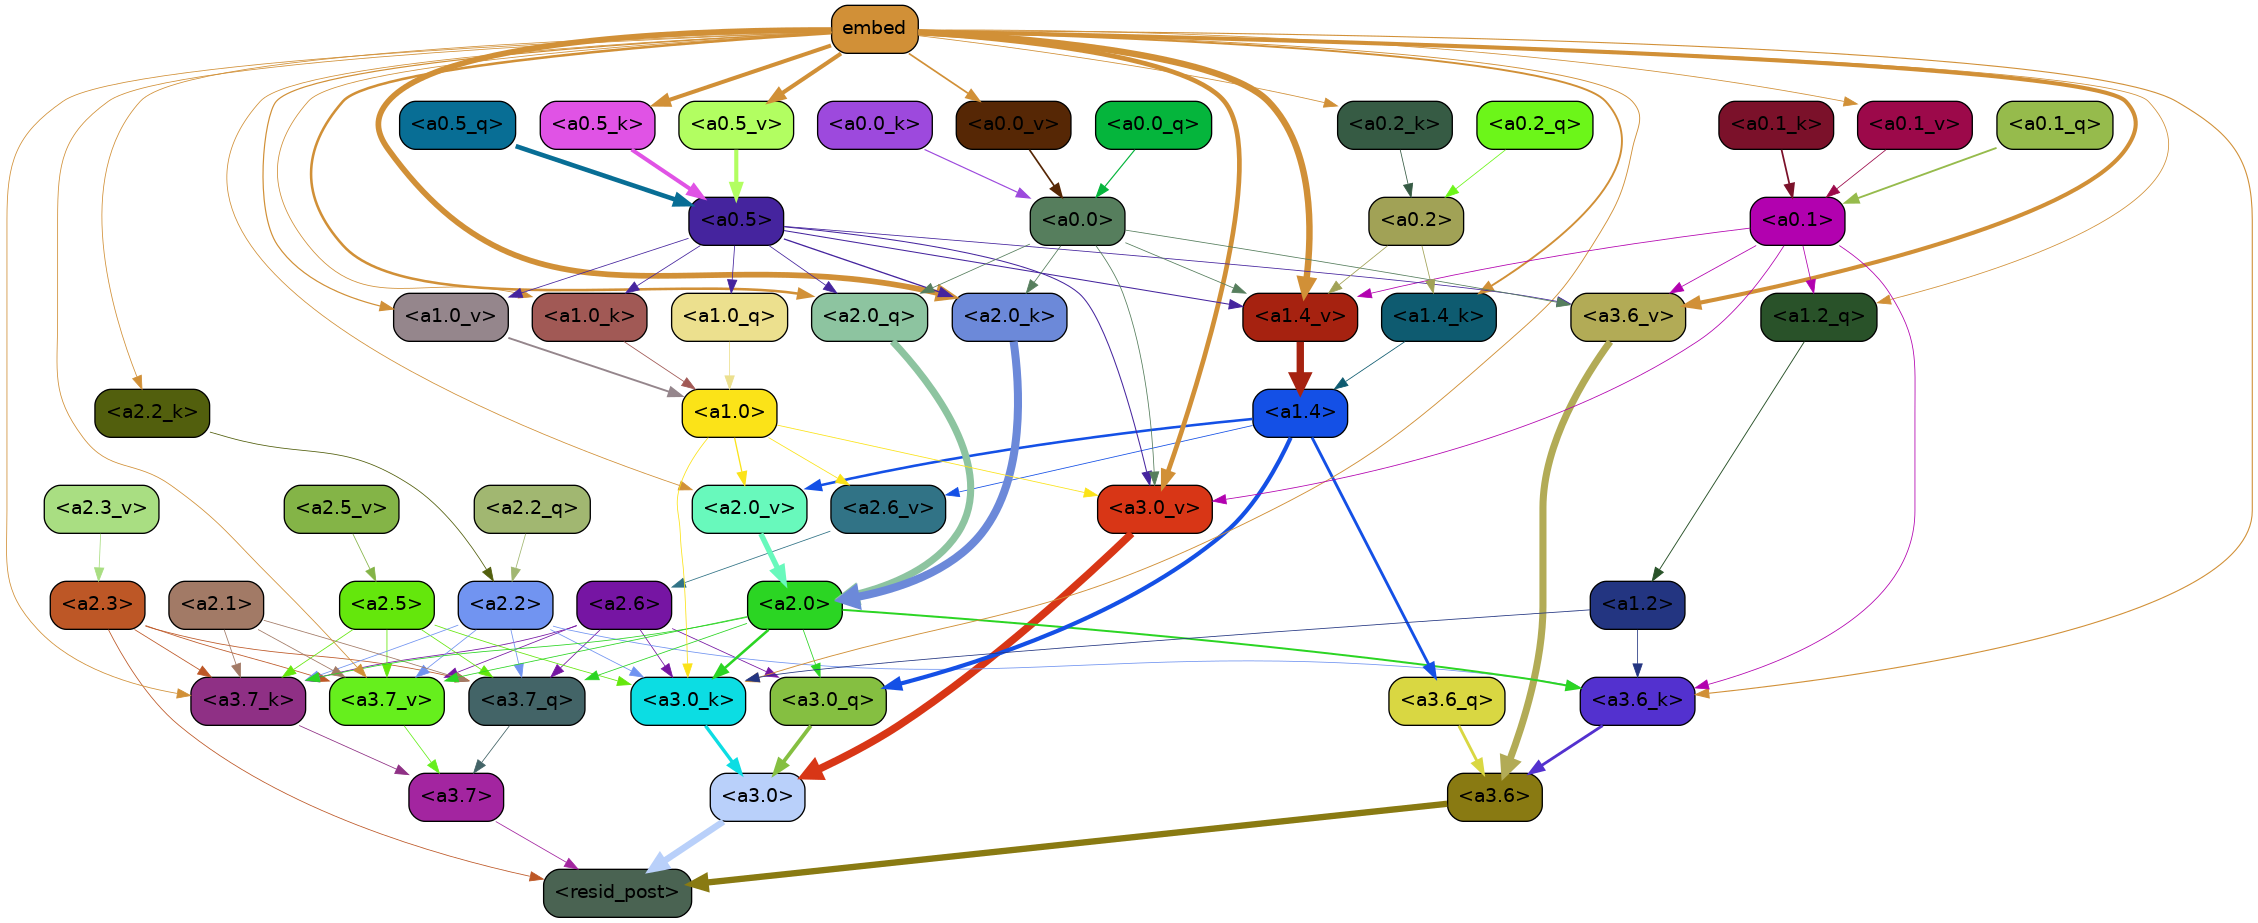 embed
<a0.5_q> <a0.5_k> <a0.5_v> <a0.0_k> <a0.0_v> <a0.0_q> <a0.2_k> <a0.2_q> <a0.1_k> <a0.1_v> <a0.1_q>
<a0.5> <a0.0> <a0.2> <a0.1>
<a1.0_v> <a1.0_k> <a1.0_q> <a2.0_q> <a2.0_k> <a1.4_v> <a1.4_k> <a3.6_v> <a1.2_q>
<a2.2_k> <a1.0> <a1.4>
<a2.3_v> <a2.5_v> <a2.2_q> <a2.0_v> <a2.6_v> <a3.0_v>
<a2.3> <a2.1> <a2.5> <a2.2> <a2.6> <a2.0> <a1.2>
<a3.7_k> <a3.7_v> <a3.7_q> <a3.0_k> <a3.0_q> <a3.6_q> <a3.6_k>
<a3.7> <a3.0> <a3.6>
<resid_post>